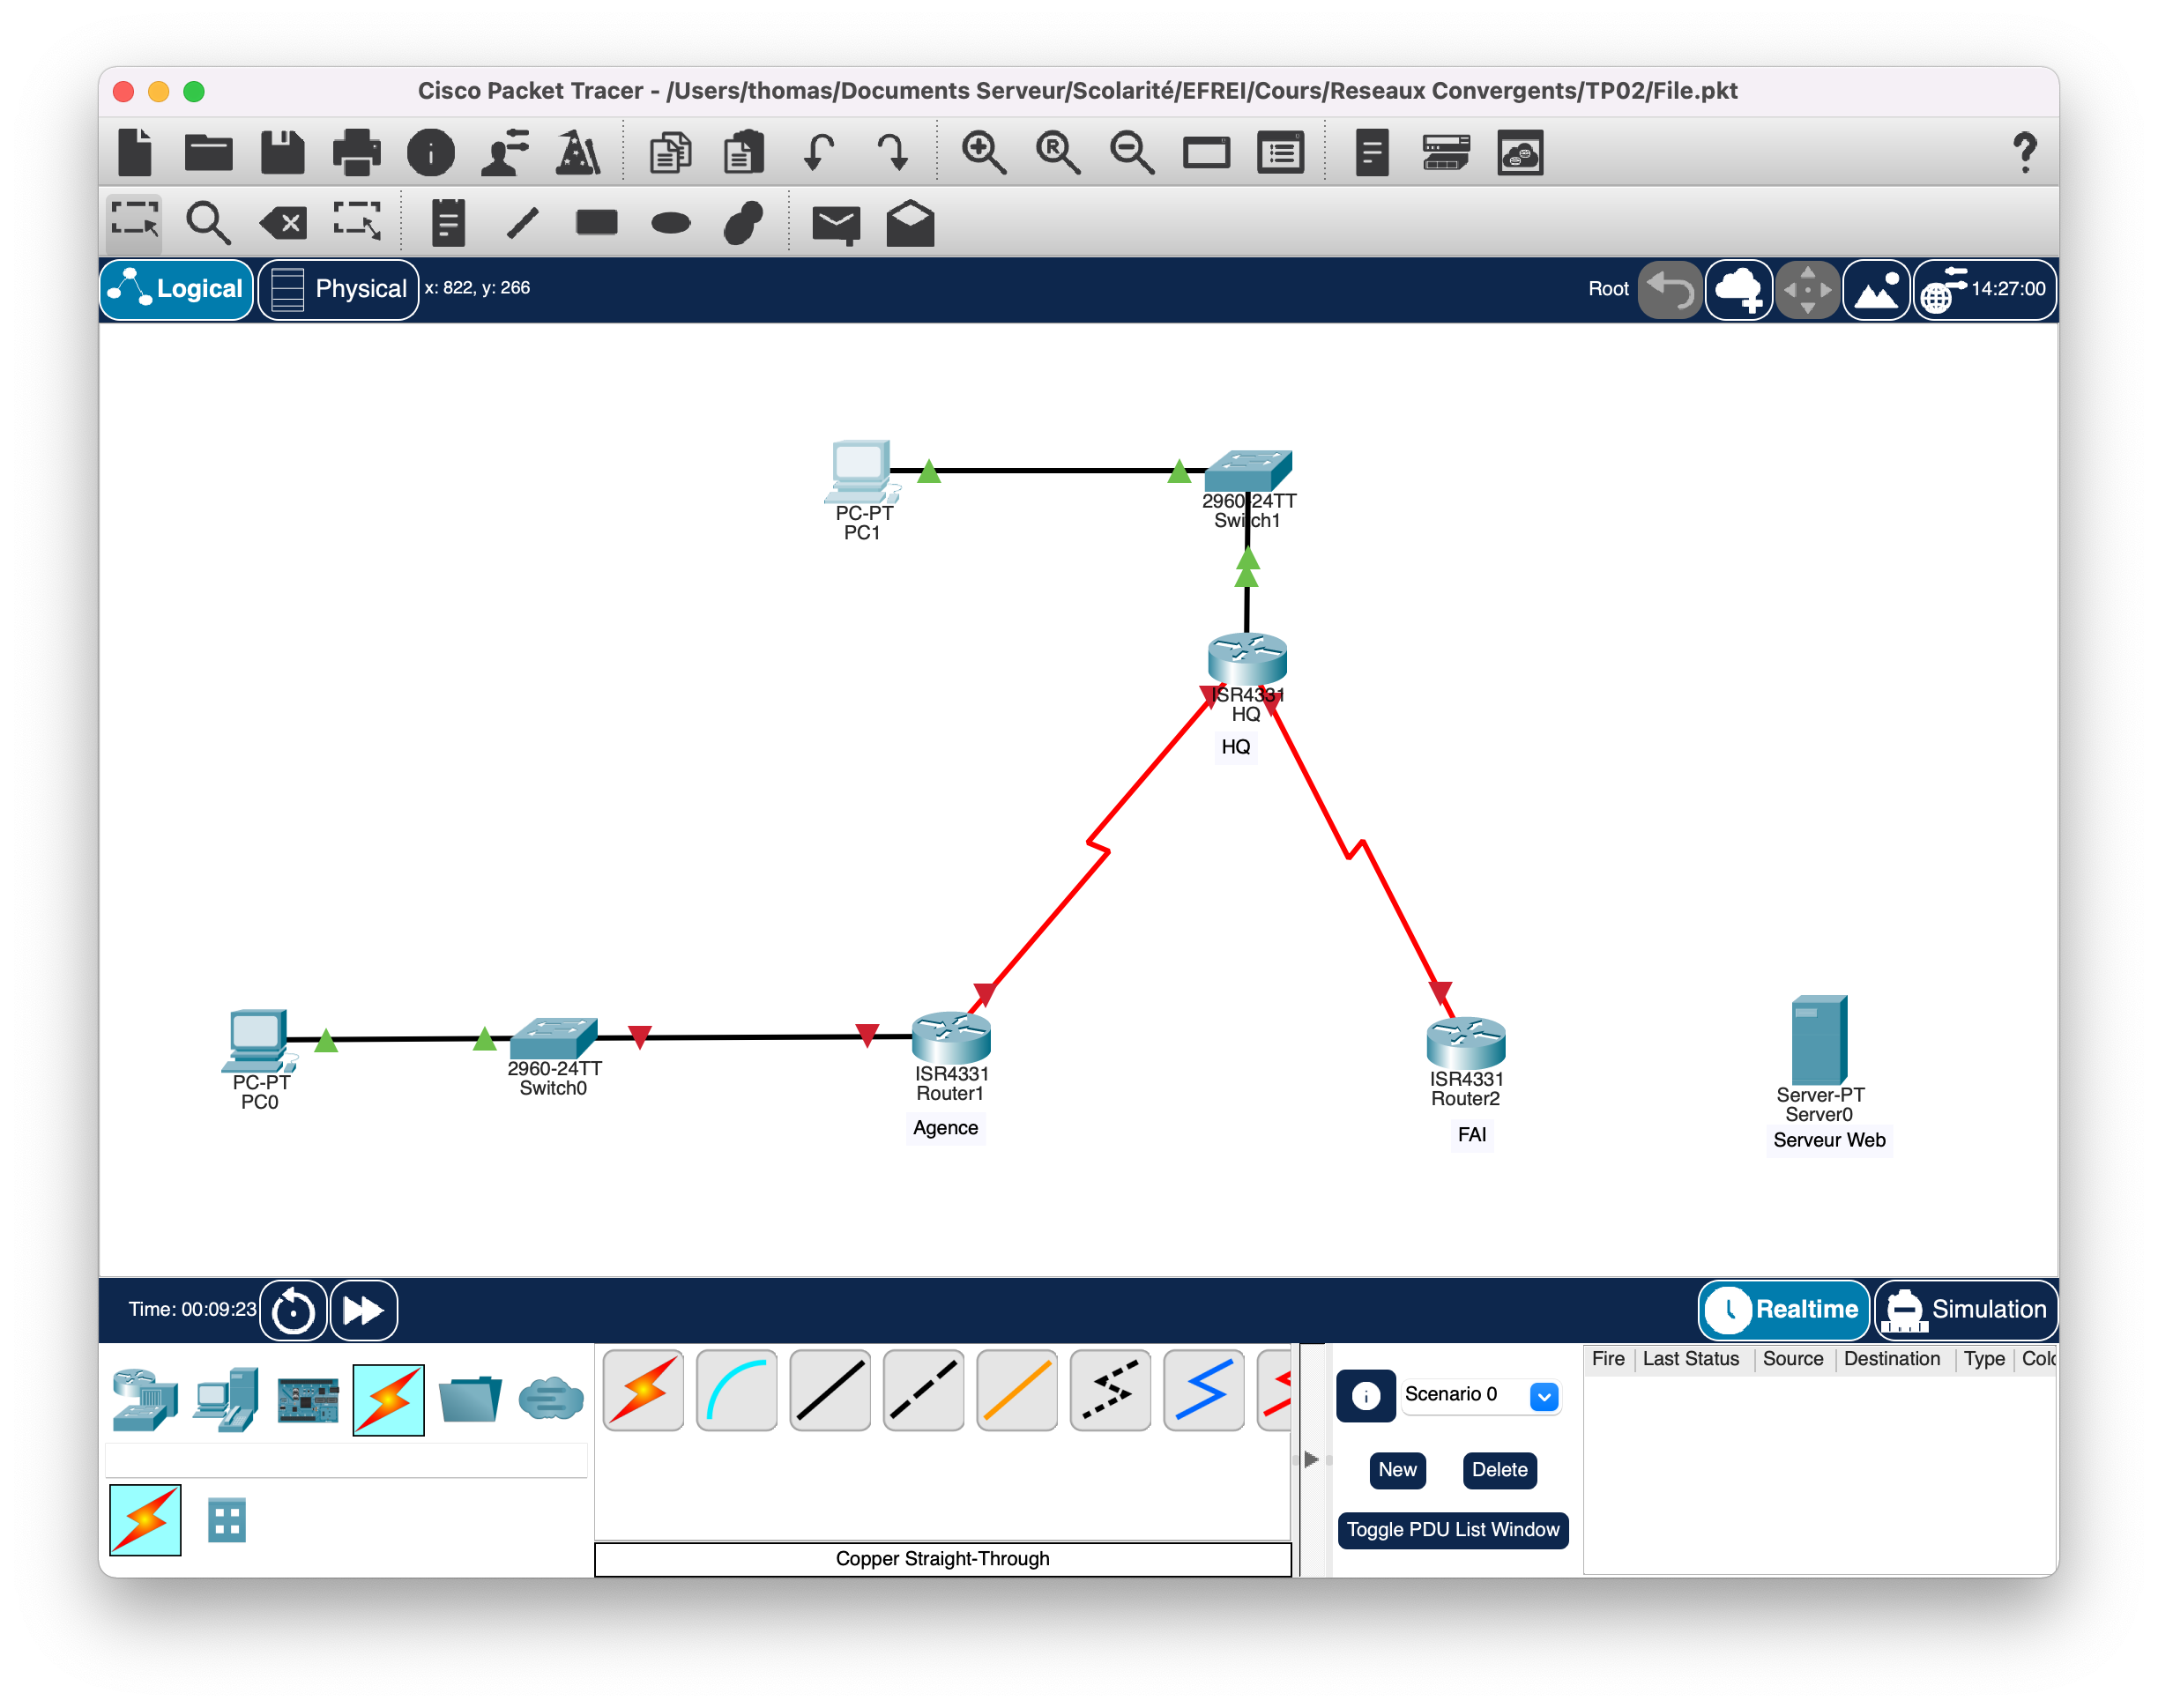 Cisco Packet Tracer - /Users/thomas/Documents Serveur/Scolarité/EFREI/Cours/Reseaux Convergents/TP02/File.pkt
Logical
Physical
x: 822, y: 266
Root
14:27:00
PC-PT
PC1
2960-24TT
Switch1
ISR4331
HQ
HQ
PC-PT
PC0
2960-24TT
Switch0
ISR4331
Router1
Agence
ISR4331
Router2
FAI
Server-PT
Server0
Serveur Web
Time: 00:09:23
Realtime
Simulation
Fire Last Status Source Destination Type Colo
Scenario 0
New
Delete
Toggle PDU List Window
Copper Straight-Through